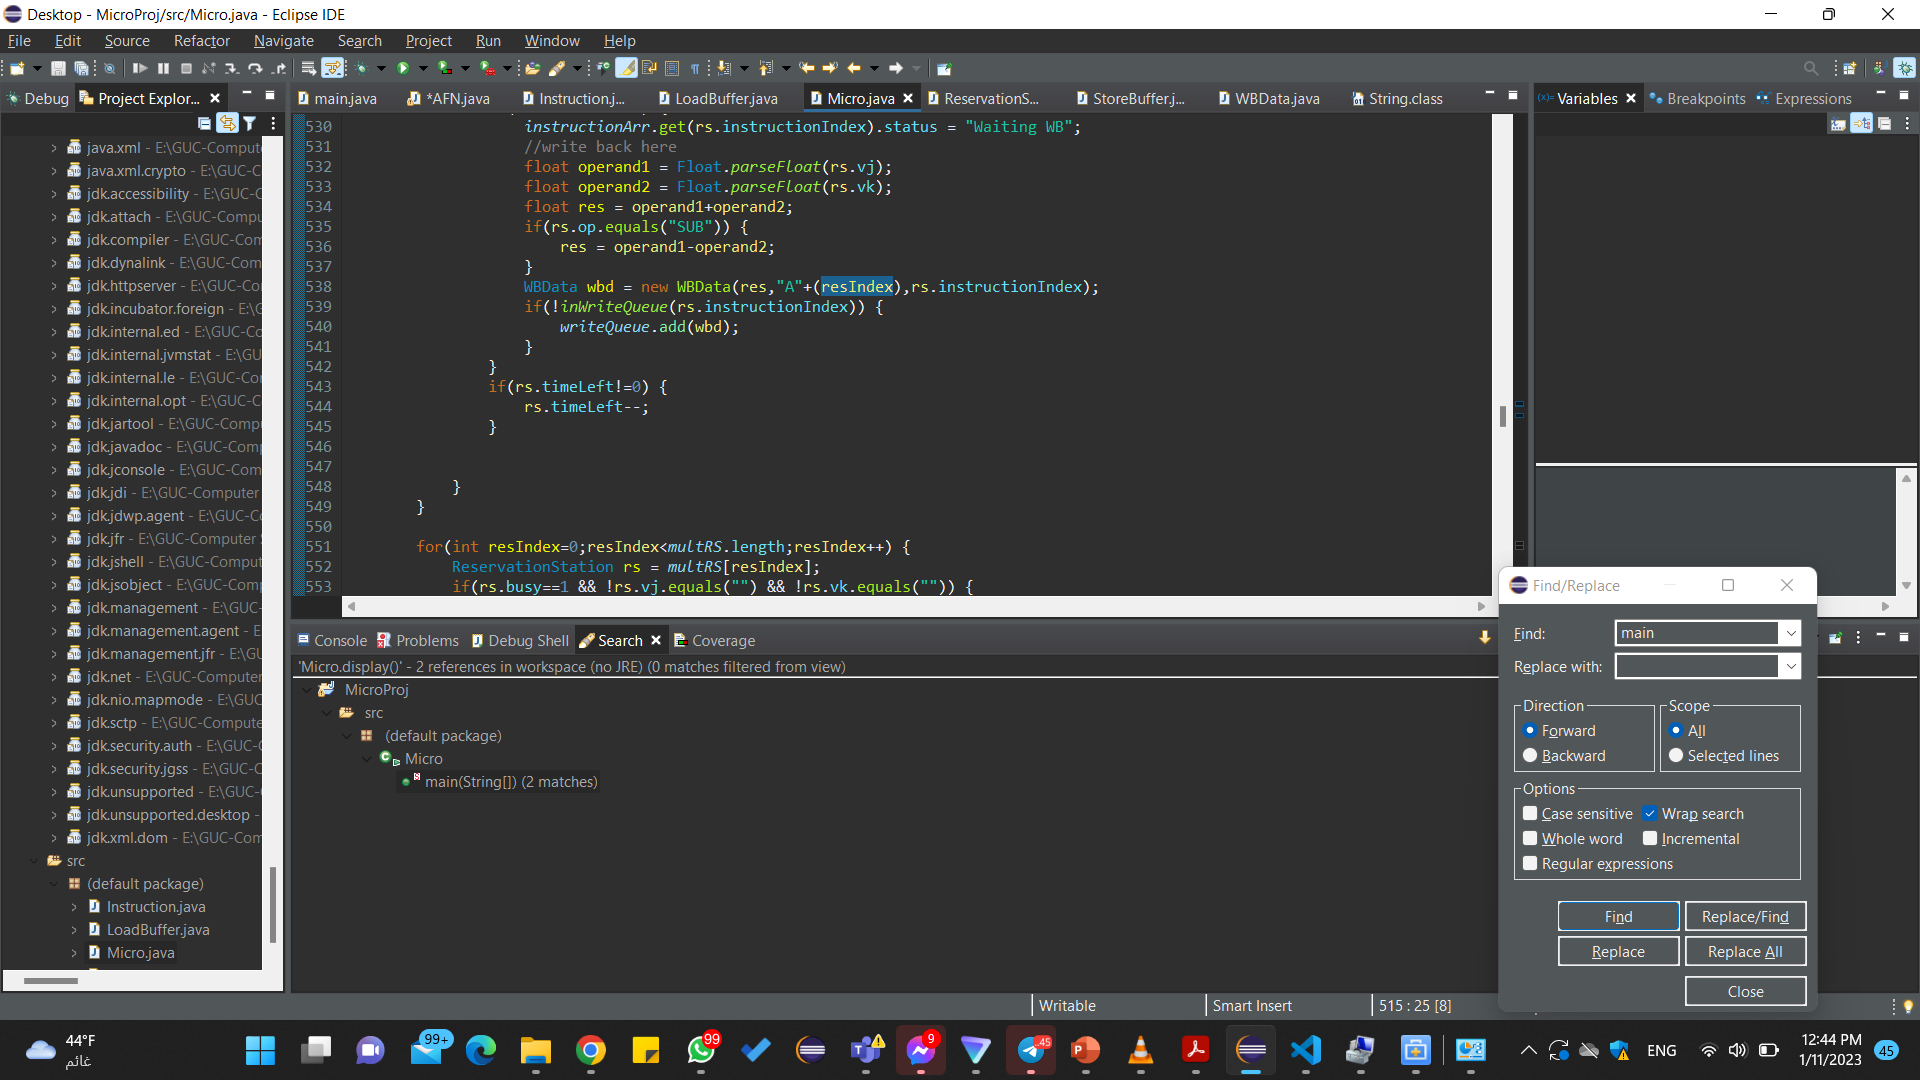 Desktop - MicroProj/src/Micro.java - Eclipse IDE
File Edit Source Refactor Navigate Search Project Run Window Help
Debug Project Explor... main.java *AFN.java Instruction.j... LoadBuffer.java Micro.java ReservationS... StoreBuffer.j... WBData.java String.class Variables Breakpoints Expressions
java.xml - E:\GUC-Comput
java.xml.crypto - E:\GUC-C
jdk.accessibility - E:\GUC-C
jdk.attach - E:\GUC-Compu
jdk.compiler - E:\GUC-Com
jdk.dynalink - E:\GUC-Com
jdk.httpserver - E:\GUC-Com
jdk.incubator.foreign - E:\G
jdk.internal.ed - E:\GUC-Co
jdk.internal.jvmstat - E:\GU
jdk.internal.le - E:\GUC-Co
jdk.internal.opt - E:\GUC-Co
jdk.jartool - E:\GUC-Compu
jdk.javadoc - E:\GUC-Comp
jdk.jconsole - E:\GUC-Com
jdk.jdi - E:\GUC-Computer
jdk.jdwp.agent - E:\GUC-Co
jdk.jfr - E:\GUC-Computer
jdk.jshell - E:\GUC-Comput
jdk.jsobject - E:\GUC-Comp
jdk.management - E:\GUC-
jdk.management.agent - E
jdk.management.jfr - E:\GU
jdk.net - E:\GUC-Computer
jdk.nio.mapmode - E:\GUC
jdk.sctp - E:\GUC-Compute
jdk.security.auth - E:\GUC-C
jdk.security.jgss - E:\GUC-C
jdk.unsupported - E:\GUC-
jdk.unsupported.desktop -
jdk.xml.dom - E:\GUC-Com
src
(default package)
Instruction.java
LoadBuffer.java
Micro.java
530 instructionArr.get(rs.instructionIndex).status = "Waiting WB";
531 //write back here
532 float operand1 = Float.parseFloat(rs.vj);
533 float operand2 = Float.parseFloat(rs.vk);
534 float res = operand1+operand2;
535 if(rs.op.equals("SUB")) {
536 res = operand1-operand2;
537 }
538 WBData wbd = new WBData(res,"A"+(resIndex),rs.instructionIndex);
539 if(!inWriteQueue(rs.instructionIndex)) {
540 writeQueue.add(wbd);
541 }
542 }
543 if(rs.timeLeft!=0) {
544 rs.timeLeft--;
545 }
546
547
548 }
549 }
550
551 for(int resIndex=0;resIndex<multRS.length;resIndex++) {
552 ReservationStation rs = multRS[resIndex];
553 if(rs.busy==1 && !rs.vj.equals("") && !rs.vk.equals("")) {
Console Problems Debug Shell Search Coverage
'Micro.display()' - 2 references in workspace (no JRE) (0 matches filtered from view)
MicroProj
src
(default package)
Micro
main(String[]) (2 matches)
Find/Replace
Find: main
Replace with:
Direction Scope
Forward All
Backward Selected lines
Options
Case sensitive Wrap search
Whole word Incremental
Regular expressions
Find Replace/Find
Replace Replace All
Close
Writable Smart Insert 515 : 25 [8]
44°F
غائم
99+ 99 9 .45
ENG
12:44 PM
1/11/2023
45